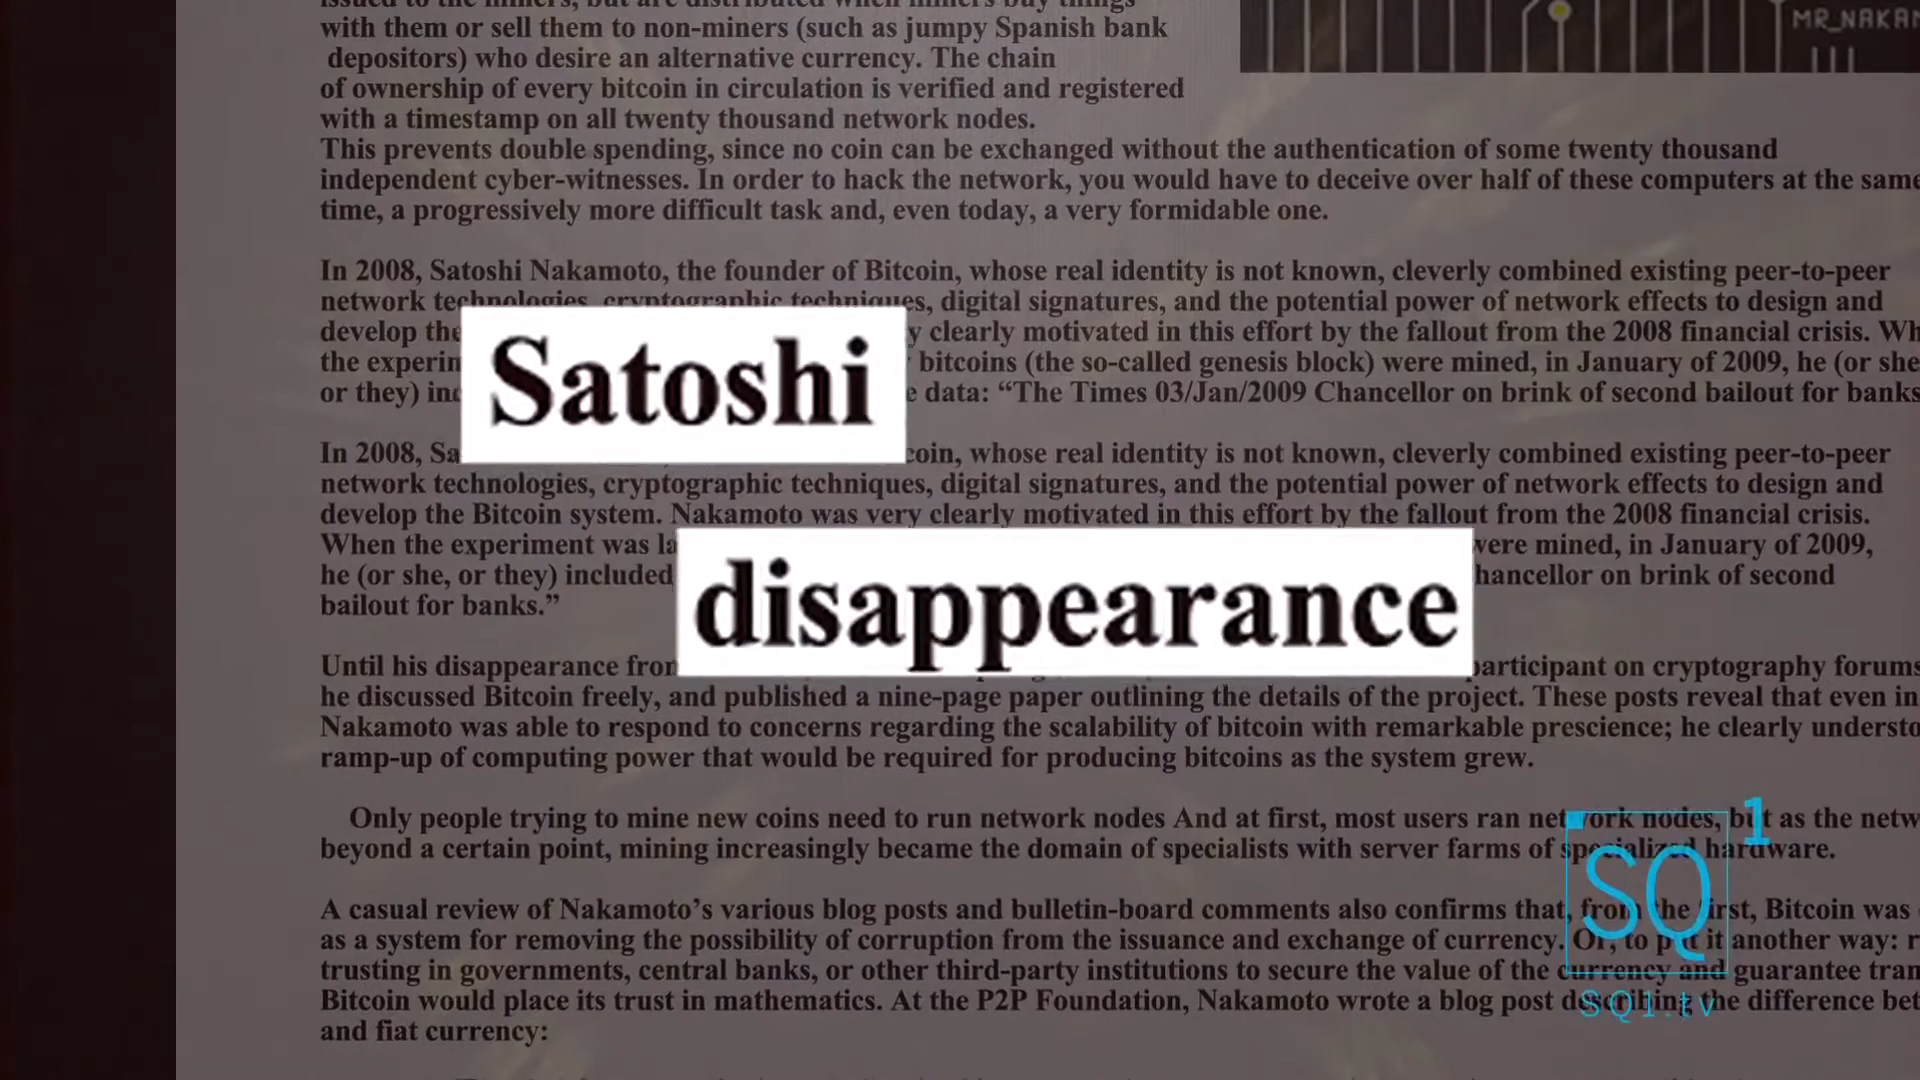 with them or sell them to non-miners (such as jumpy Spanish bank
depositors) who desire an alternative currency. The chain
of ownership of every bitcoin in circulation is verified and registered
with a timestamp on all twenty thousand network nodes.
This prevents double spending, since no coin can be exchanged without the authentication of some twenty thousand
independent cyber-witnesses. In order to hack the network, you would have to deceive over half of these computers at the same
time, a progressively more difficult task and, even today, a very formidable one.
In 2008, Satoshi Nakamoto, the founder of Bitcoin, whose real identity is not known, cleverly combined existing peer-to-peer
network technologies, cryptographic techniques, digital signatures, and the potential power of network effects to design and
develop the clearly motivated in this effort by the fallout from the 2008 financial crisis.
the bitcoins (the so-called genesis block) were mined, in January of 2009, he (or she
or they) data: “The Times 03/Jan/2009 Chancellor on brink of second bailout for banks
Satoshi
In 2008, whose real identity is not known, cleverly combined existing peer-to-peer
network technologies, cryptographic techniques, digital signatures, and the potential power of network effects to design and
develop the Bitcoin system. Nakamoto was very clearly motivated in this effort by the fallout from the 2008 financial crisis.
When the experiment was were mined, in January of 2009,
he (or she, or they) included on brink of second
bailout for banks.”
disappearance
Until his disappearance participant on cryptography forums
he discussed Bitcoin freely, and published a nine-page paper outlining the details of the project. These posts reveal that even in
Nakamoto was able to respond to concerns regarding the scalability of bitcoin with remarkable prescience; he clearly
ramp-up of computing power that would be required for producing bitcoins as the system grew.
Only people trying to mine new coins need to run network nodes And at first, most users ran network nodes, but as the
beyond a certain point, mining increasingly became the domain of specialists with server farms of specialized hardware.
A casual review of Nakamoto’s various blog posts and bulletin-board comments also confirms that, from the first, Bitcoin was
as a system for removing the possibility of corruption from the issuance and exchange of currency. Or, to put it another way:
trusting in governments, central banks, or other third-party institutions to secure the value of the currency and guarantee
Bitcoin would place its trust in mathematics. At the P2P Foundation, Nakamoto wrote a blog post describing the difference
and fiat currency:
SQ1
SQ1.tv